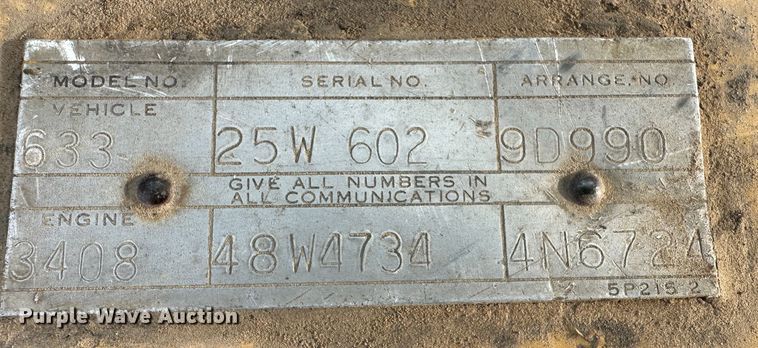 MODEL NO. SERIAL NO. ARRANGE. NO.
VEHICLE
633 25W 602 9D990
GIVE ALL NUMBERS IN
ALL COMMUNICATIONS
ENGINE
3408 48W4734 4N6724
5P215 2
Purple Wave Auction